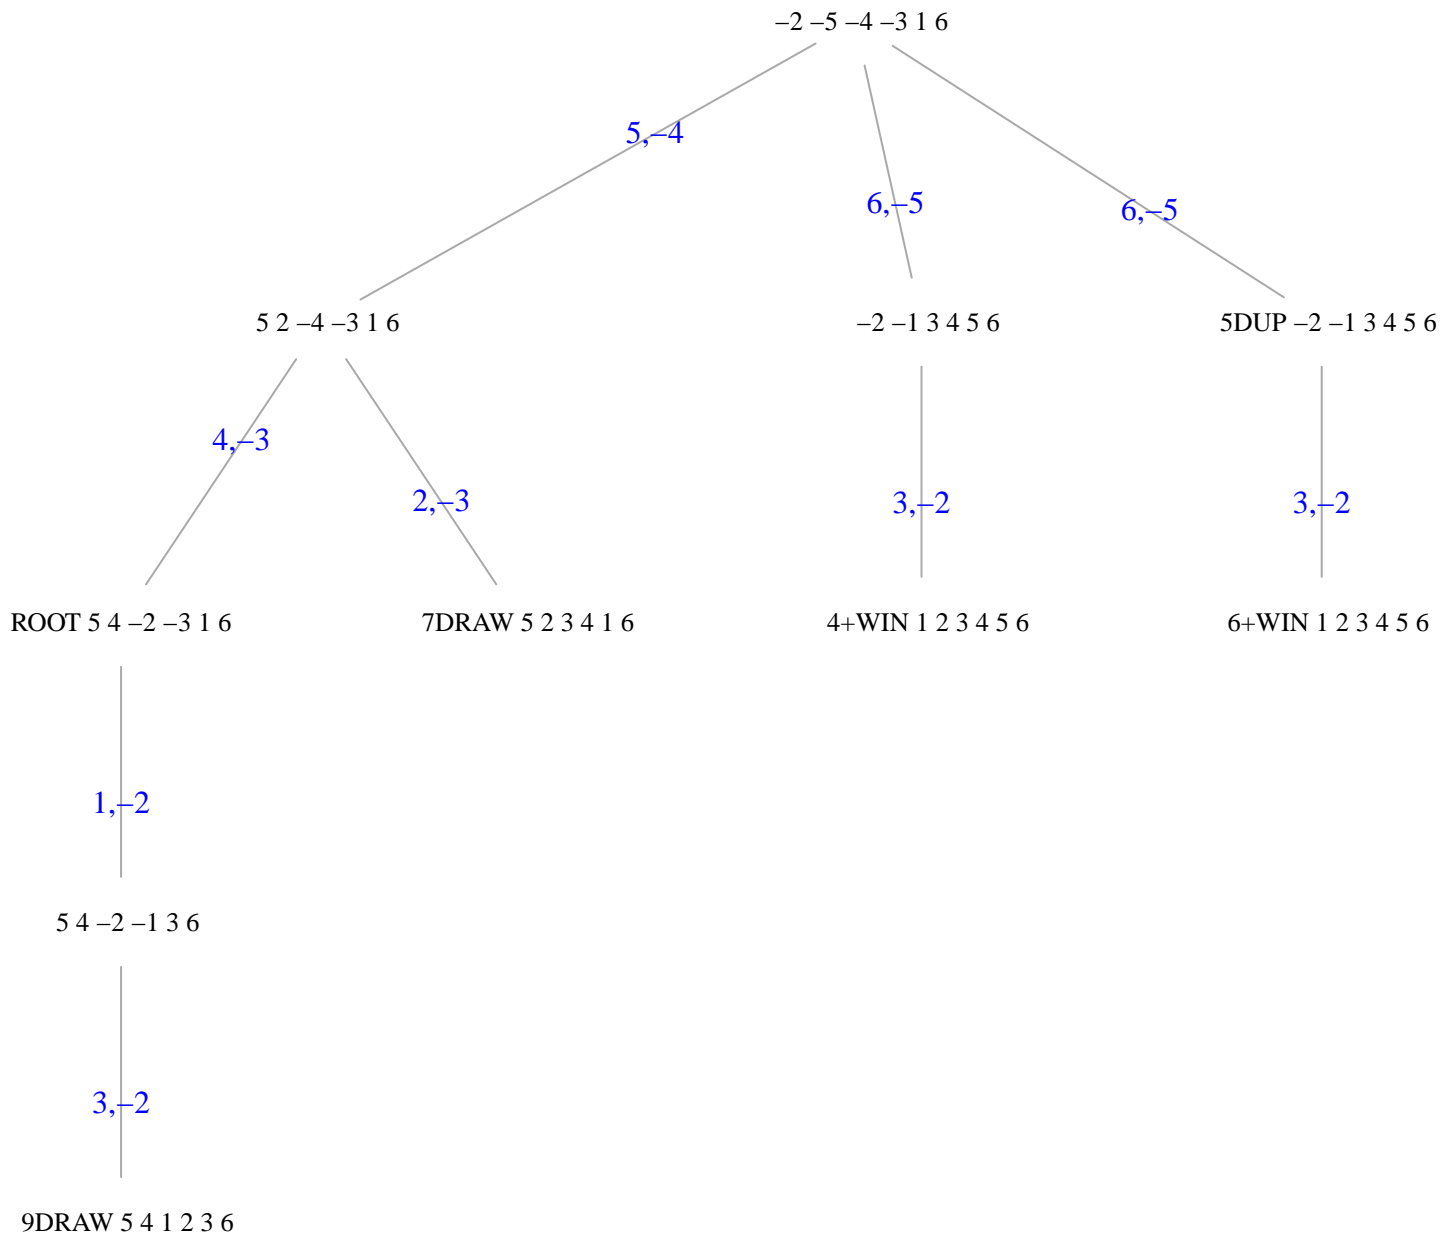 –2 –5 –4 –3 1 6
5,–4
6,–5
6,–5
5 2 –4 –3 1 6
–2 –1 3 4 5 6
5DUP –2 –1 3 4 5 6
4,–3
2,–3
3,–2
3,–2
ROOT 5 4 –2 –3 1 6
7DRAW 5 2 3 4 1 6
4+WIN 1 2 3 4 5 6
6+WIN 1 2 3 4 5 6
1,–2
5 4 –2 –1 3 6
3,–2
9DRAW 5 4 1 2 3 6